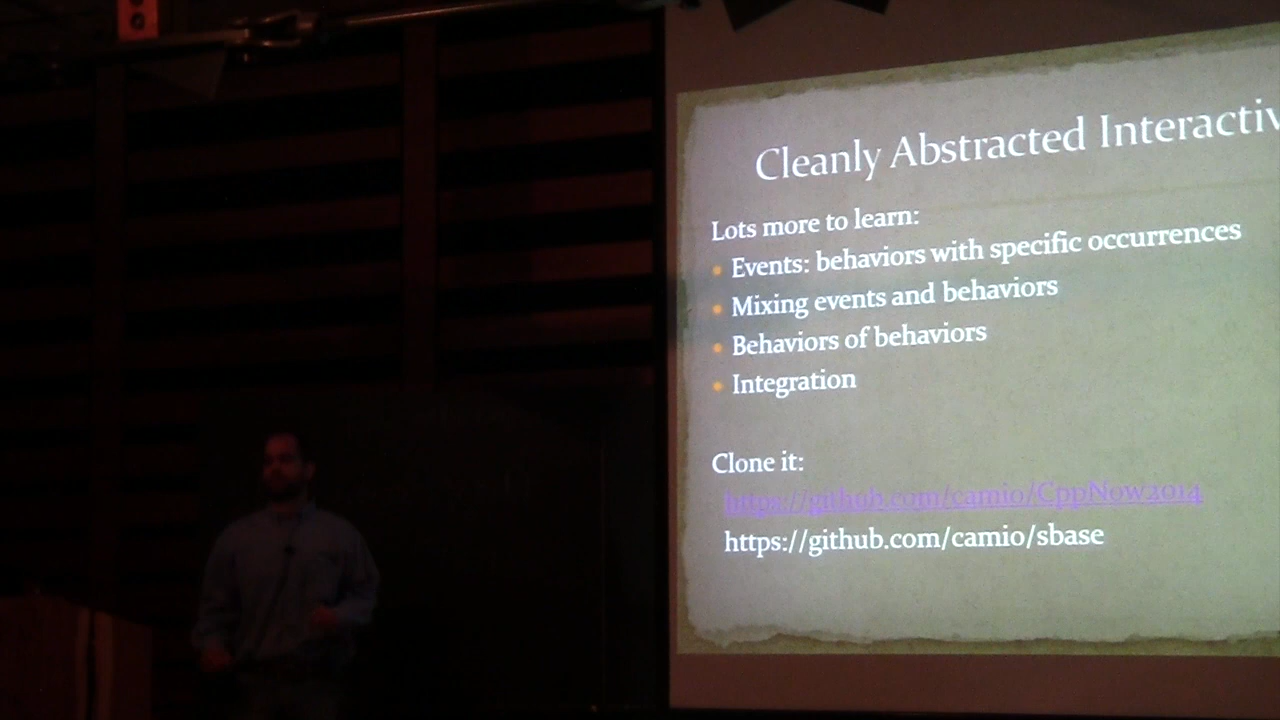 Cleanly Abstracted Interactiv
Lots more to learn:
Events: behaviors with specific occurrences
Mixing events and behaviors
Behaviors of behaviors
Integration
Clone it:
https://github.com/camio/CppNow2014
https://github.com/camio/sbase